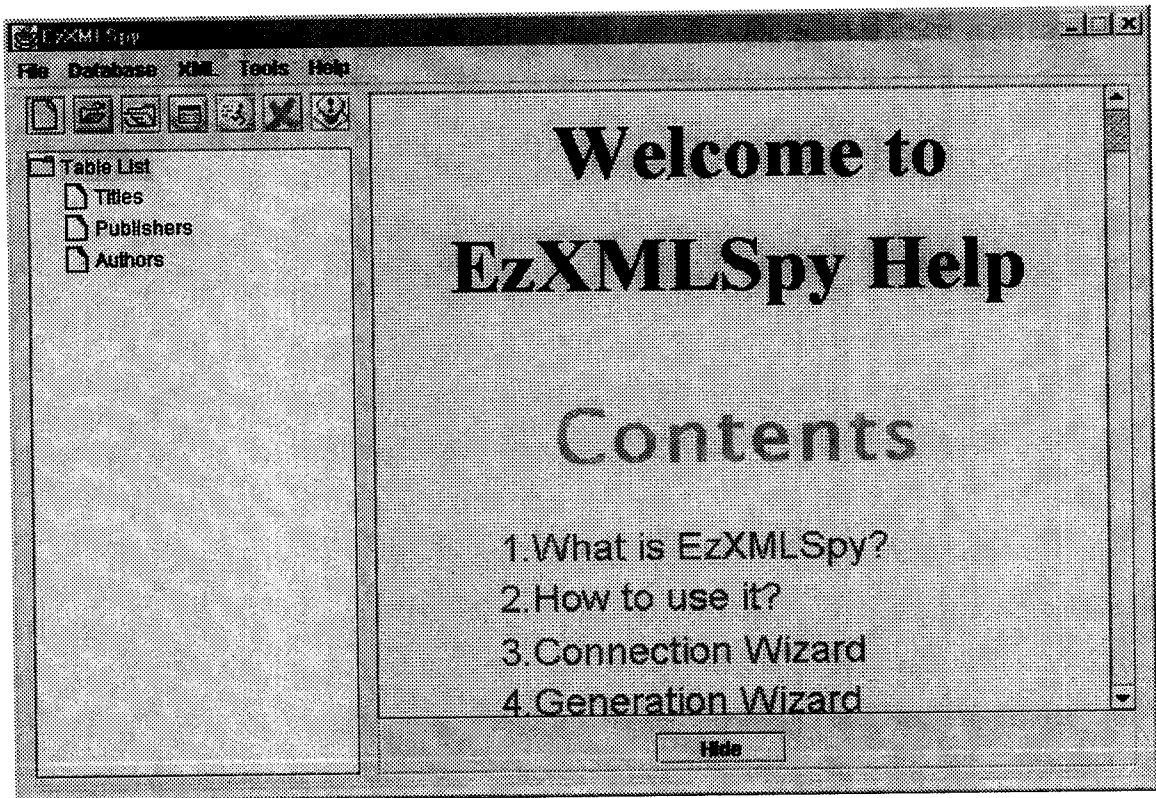 EzXMLSpy
File Database XML Tools Help
Table List
Titles
Publishers
Authors
Welcome to
EzXMLSpy Help
Contents
1.What is EzXMLSpy?
2.How to use it?
3.Connection Wizard
4.Generation Wizard
Hide